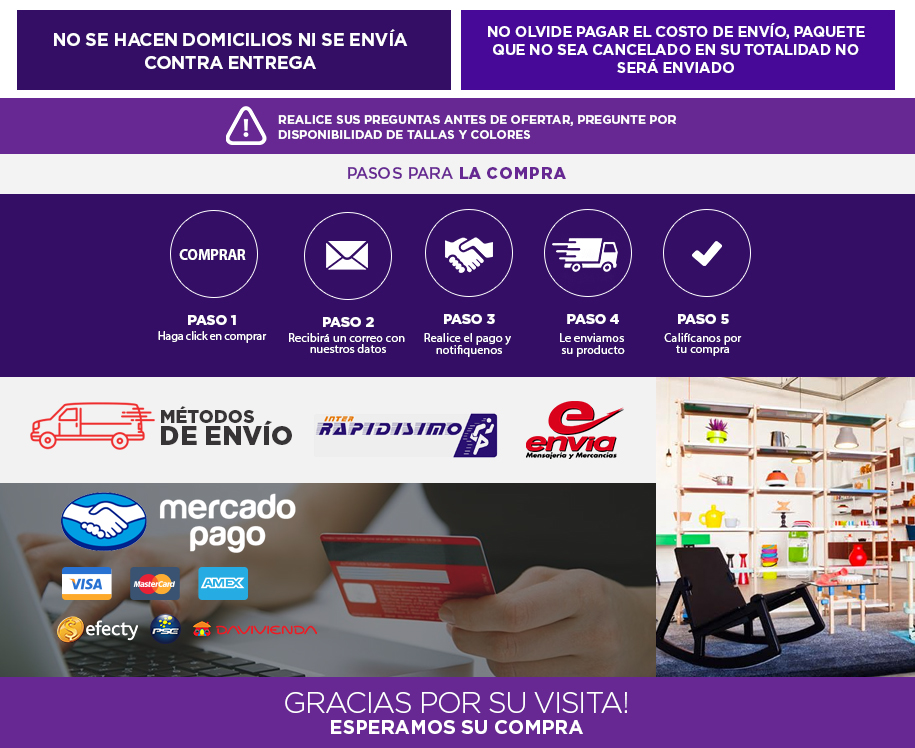 NO SE HACEN DOMICILIOS NI SE ENVÍA
CONTRA ENTREGA
NO OLVIDE PAGAR EL COSTO DE ENVÍO, PAQUETE
QUE NO SEA CANCELADO EN SU TOTALIDAD NO
SERÁ ENVIADO
REALICE SUS PREGUNTAS ANTES DE OFERTAR, PREGUNTE POR
DISPONIBILIDAD DE TALLAS Y COLORES
PASOS PARA LA COMPRA
COMPRAR
PASO 1
Haga click en comprar
PASO 2
Recibirá un correo con
nuestros datos
PASO 3
Realice el pago y
notifiquenos
PASO 4
Le enviamos
su producto
PASO 5
Califícanos por
tu compra
MÉTODOS
DE ENVÍO
INTER
RAPIDISIMO
e
envia
Mensajería y Mercancías
mercado
pago
VISA
MasterCard
AMEX
$ efecty
PSE
DAVIVIENDA
GRACIAS POR SU VISITA!
ESPERAMOS SU COMPRA